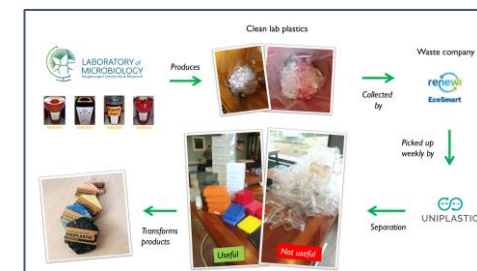 Clean lab plastics
LABORATORY of
MICROBIOLOGY
Wageningen University & Research
Produces
Waste company
renewi
EcoSmart
Collected
by
Picked up
weekly by
UNIPLASTIC
Separation
Useful
Not useful
Transforms
products
UNIPLASTIC